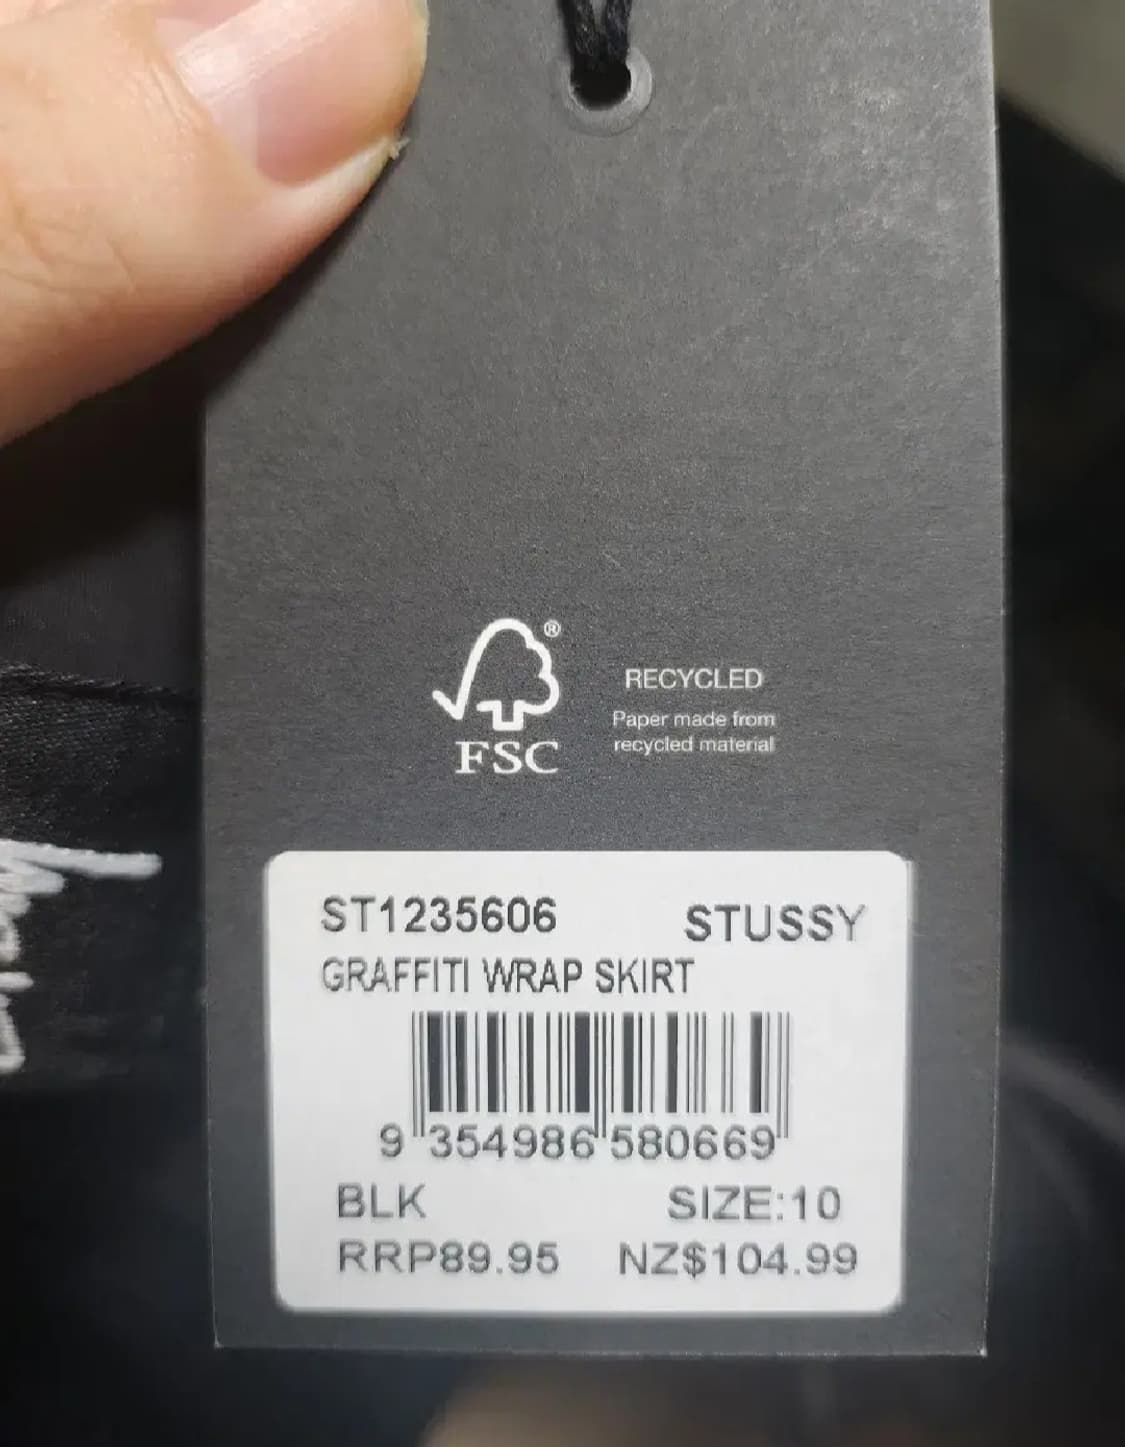 ®
FSC
RECYCLED
Paper made from
recycled material
ST1235606 STUSSY
GRAFFITI WRAP SKIRT
9 354986 580669
BLK SIZE:10
RRP89.95 NZ$104.99